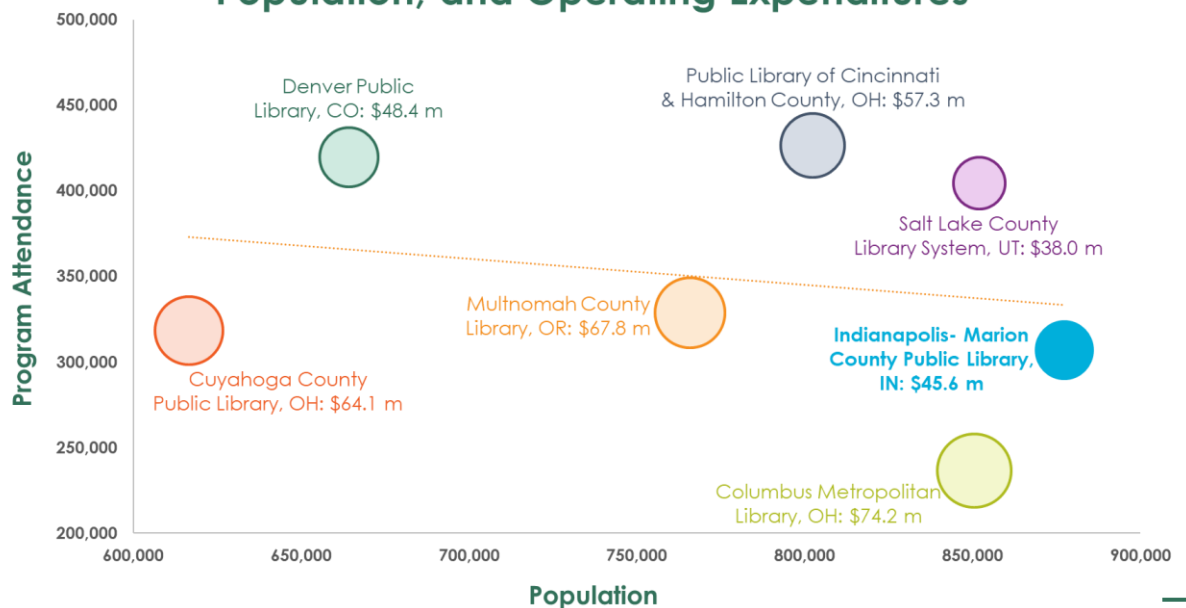 Population, and Operating Expenditures
500,000
450,000
400,000
350,000
300,000
250,000
200,000
Program Attendance
Denver Public
Library, CO: $48.4 m
Public Library of Cincinnati
& Hamilton County, OH: $57.3 m
Salt Lake County
Library System, UT: $38.0 m
Multnomah County
Library, OR: $67.8 m
Indianapolis- Marion
County Public Library,
IN: $45.6 m
Cuyahoga County
Public Library, OH: $64.1 m
Columbus Metropolitan
Library, OH: $74.2 m
600,000 650,000 700,000 750,000 800,000 850,000 900,000
Population